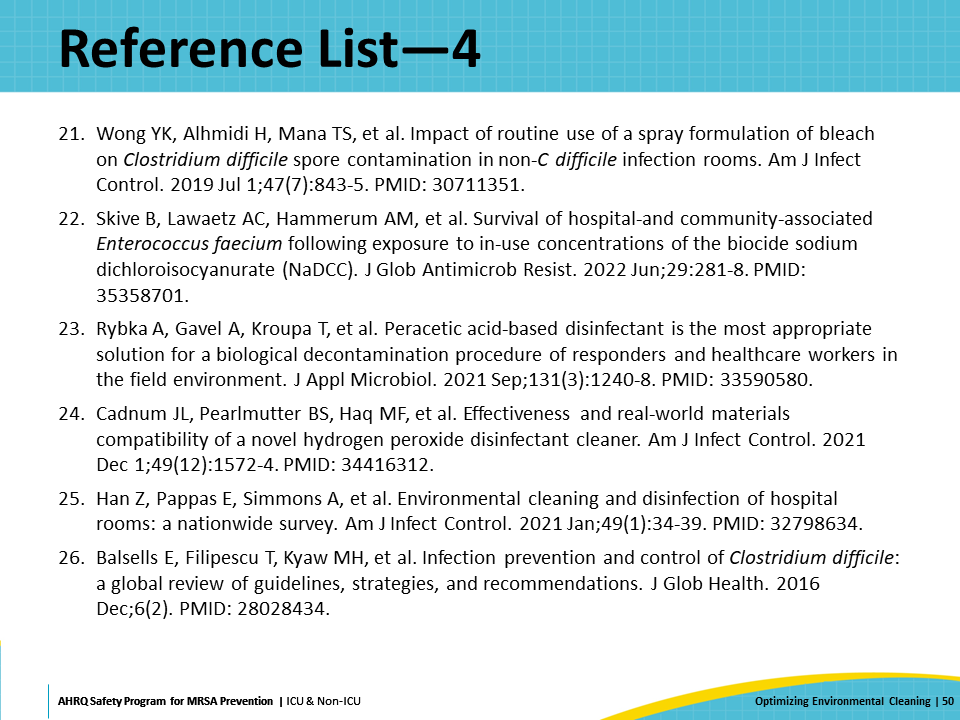 Reference List—4
21. Wong YK, Alhmidi H, Mana TS, et al. Impact of routine use of a spray formulation of bleach
on Clostridium difficile spore contamination in non-C difficile infection rooms. Am J Infect
Control. 2019 Jul 1;47(7):843-5. PMID: 30711351.
22. Skive B, Lawaetz AC, Hammerum AM, et al. Survival of hospital-and community-associated
Enterococcus faecium following exposure to in-use concentrations of the biocide sodium
dichloroisocyanurate (NaDCC). J Glob Antimicrob Resist. 2022 Jun;29:281-8. PMID:
35358701.
23. Rybka A, Gavel A, Kroupa T, et al. Peracetic acid-based disinfectant is the most appropriate
solution for a biological decontamination procedure of responders and healthcare workers in
the field environment. J Appl Microbiol. 2021 Sep;131(3):1240-8. PMID: 33590580.
24. Cadnum JL, Pearlmutter BS, Haq MF, et al. Effectiveness and real-world materials
compatibility of a novel hydrogen peroxide disinfectant cleaner. Am J Infect Control. 2021
Dec 1;49(12):1572-4. PMID: 34416312.
25. Han Z, Pappas E, Simmons A, et al. Environmental cleaning and disinfection of hospital
rooms: a nationwide survey. Am J Infect Control. 2021 Jan;49(1):34-39. PMID: 32798634.
26. Balsells E, Filipescu T, Kyaw MH, et al. Infection prevention and control of Clostridium difficile:
a global review of guidelines, strategies, and recommendations. J Glob Health. 2016
Dec;6(2). PMID: 28028434.
AHRQ Safety Program for MRSA Prevention | ICU & Non-ICU
Optimizing Environmental Cleaning | 50